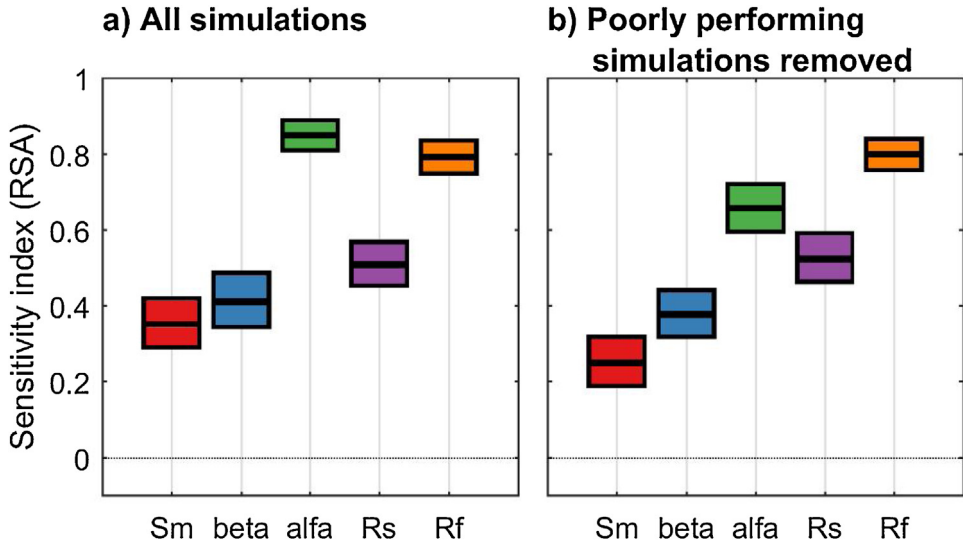 a) All simulations
b) Poorly performing
simulations removed
Sensitivity index (RSA)
1
0.8
0.6
0.4
0.2
0
Sm beta alfa Rs Rf
Sm beta alfa Rs Rf